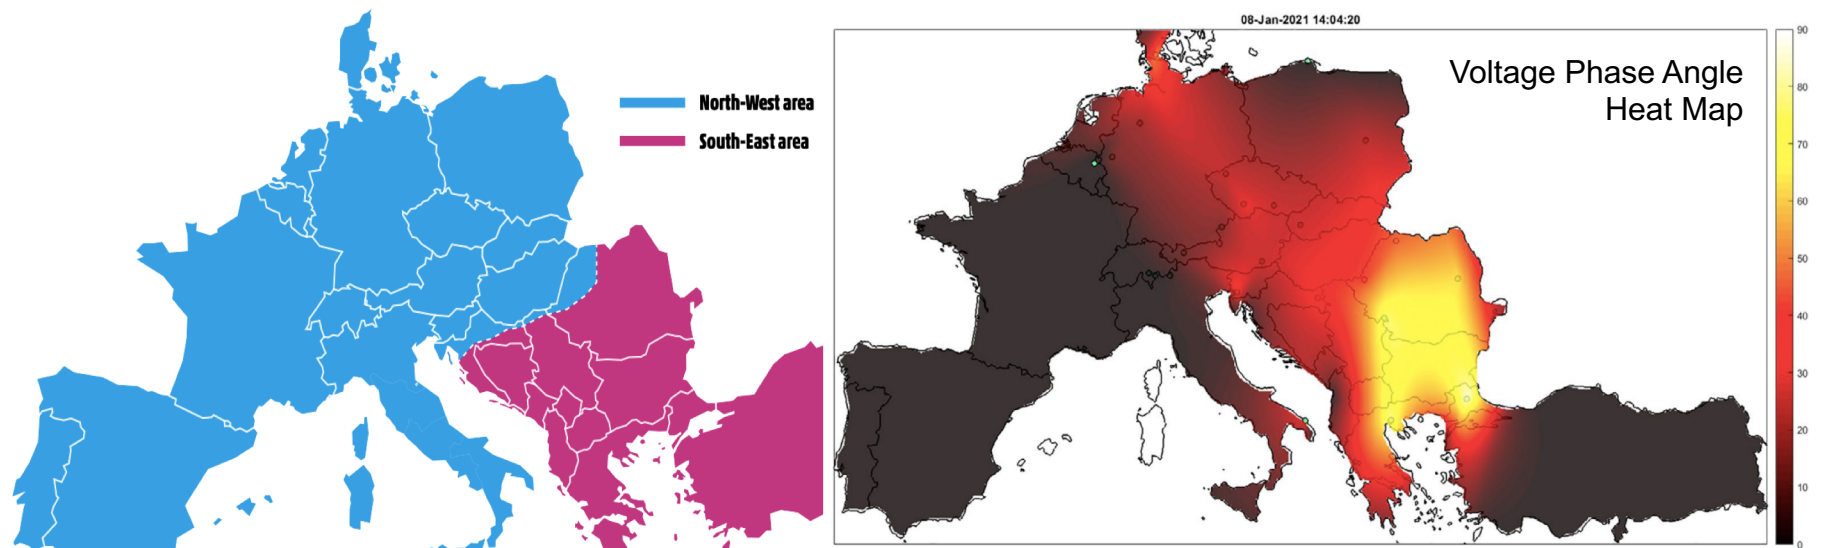 North-West area
South-East area
08-Jan-2021 14:04:20
Voltage Phase Angle
Heat Map
90
80
70
60
50
40
30
20
10
0